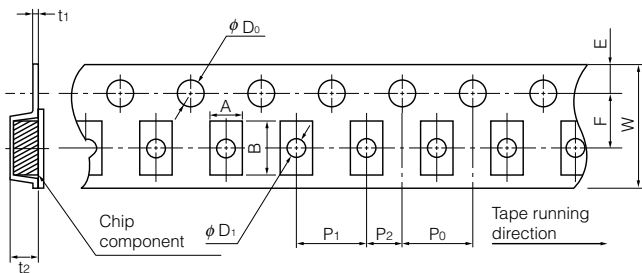 t1
ϕ D0
E
A
B
F
W
Chip
component
ϕ D1
P1
P2
P0
Tape running
direction
t2